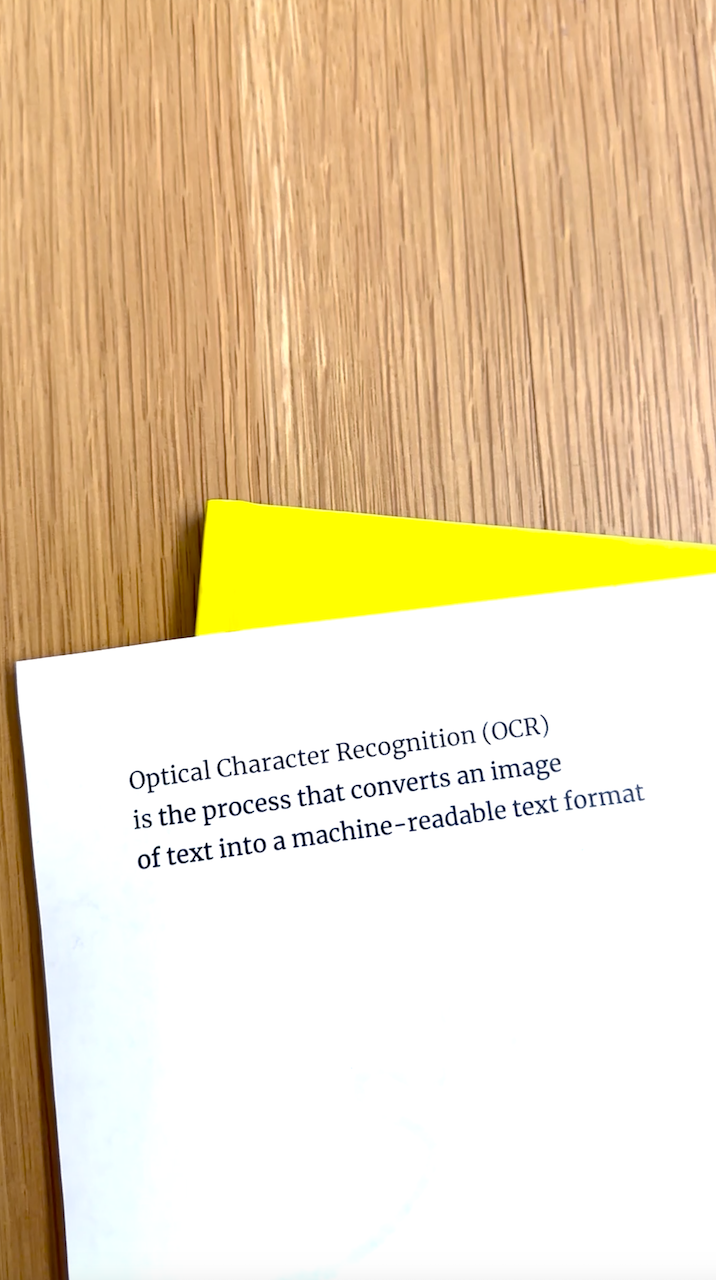 Optical Character Recognition (OCR)
is the process that converts an image
of text into a machine-readable text format